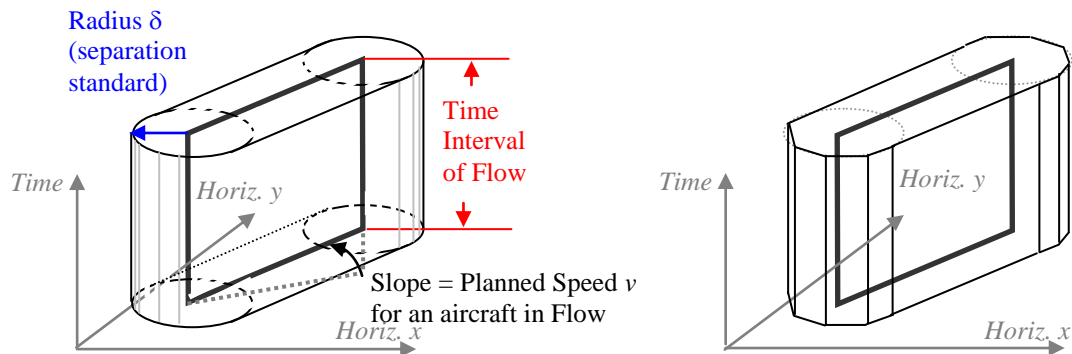 Radius δ
(separation
standard)
Time
Interval
of Flow
Time
Horiz. y
Slope = Planned Speed v
for an aircraft in Flow
Horiz. x
Time
Horiz. y
Horiz. x